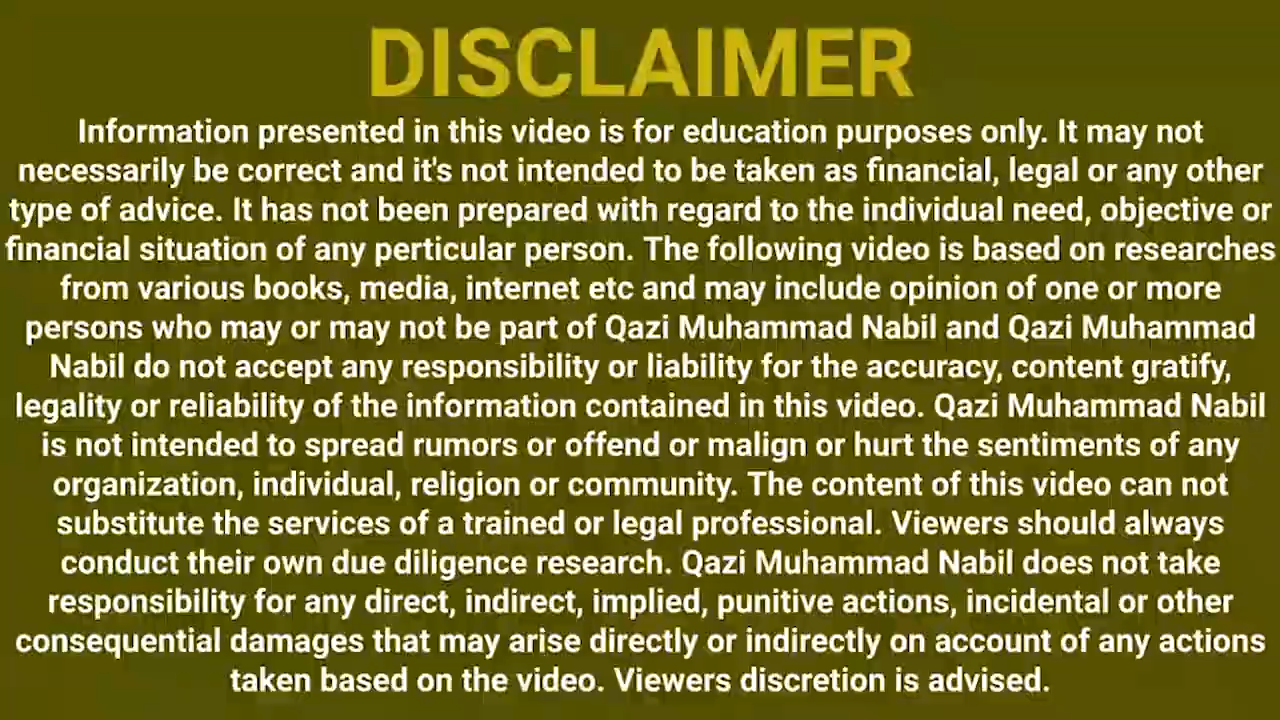 DISCLAIMER
Information presented in this video is for education purposes only. It may not
necessarily be correct and it's not intended to be taken as financial, legal or any other
type of advice. It has not been prepared with regard to the individual need, objective or
financial situation of any perticular person. The following video is based on researches
from various books, media, internet etc and may include opinion of one or more
persons who may or may not be part of Qazi Muhammad Nabil and Qazi Muhammad
Nabil do not accept any responsibility or liability for the accuracy, content gratify,
legality or reliability of the information contained in this video. Qazi Muhammad Nabil
is not intended to spread rumors or offend or malign or hurt the sentiments of any
organization, individual, religion or community. The content of this video can not
substitute the services of a trained or legal professional. Viewers should always
conduct their own due diligence research. Qazi Muhammad Nabil does not take
responsibility for any direct, indirect, implied, punitive actions, incidental or other
consequential damages that may arise directly or indirectly on account of any actions
taken based on the video. Viewers discretion is advised.